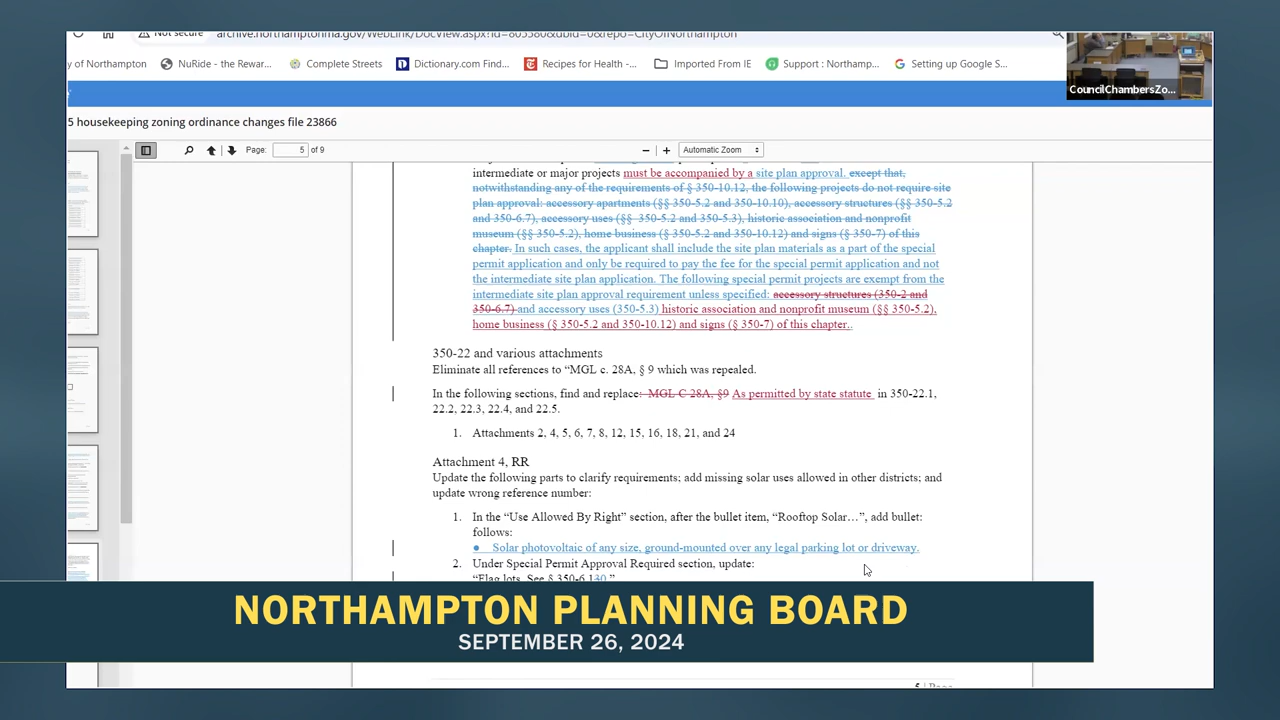 Not secure archive.northamptonma.gov/WebLink/DocView.aspx?id=805580&dbid=0&repo=CityOfNorthampton
y of Northampton NuRide - the Rewar... Complete Streets Dictionary.com Find... Recipes for Health -... Imported From IE Support : Northamp... Setting up Google S...
CouncilChambersZo...
5 housekeeping zoning ordinance changes file 23866
Page: 5 of 9 Automatic Zoom
intermediate or major projects must be accompanied by a site plan approval. except that,
notwithstanding any of the requirements of § 350-10.12, the following projects do not require site
plan approval: accessory apartments (§§ 350-5.2 and 350-10.10), accessory structures (§§ 350-5.2
and 350-6.7), accessory uses (§§ 350-5.2 and 350-5.3), historic association and nonprofit
museum (§§ 350-5.2), home business (§ 350-5.2 and 350-10.12) and signs (§ 350-7) of this
chapter. In such cases, the applicant shall include the site plan materials as a part of the special
permit application and only be required to pay the fee for the special permit application and not
the intermediate site plan application. The following special permit projects are exempt from the
intermediate site plan approval requirement unless specified: accessory structures (350-2 and
350-6.7) and accessory uses (350-5.3) historic association and nonprofit museum (§§ 350-5.2),
home business (§ 350-5.2 and 350-10.12) and signs (§ 350-7) of this chapter..
350-22 and various attachments
Eliminate all references to “MGL c. 28A, § 9 which was repealed.
In the following sections, find and replace: MGL C 28A, §9 As permitted by state statute in 350-22.1,
22.2, 22.3, 22.4, and 22.5.
1. Attachments 2, 4, 5, 6, 7, 8, 12, 15, 16, 18, 21, and 24
Attachment 4, RR
Update the following parts to clarify requirements; add missing solar uses allowed in other districts; and
update wrong reference number:
1. In the “Use Allowed By Right” section, after the bullet item, “Rooftop Solar…”, add bullet:
follows:
● Solar photovoltaic of any size, ground-mounted over any legal parking lot or driveway.
2. Under Special Permit Approval Required section, update:
“Flag lots. See § 350-6.130.”
NORTHAMPTON PLANNING BOARD
SEPTEMBER 26, 2024